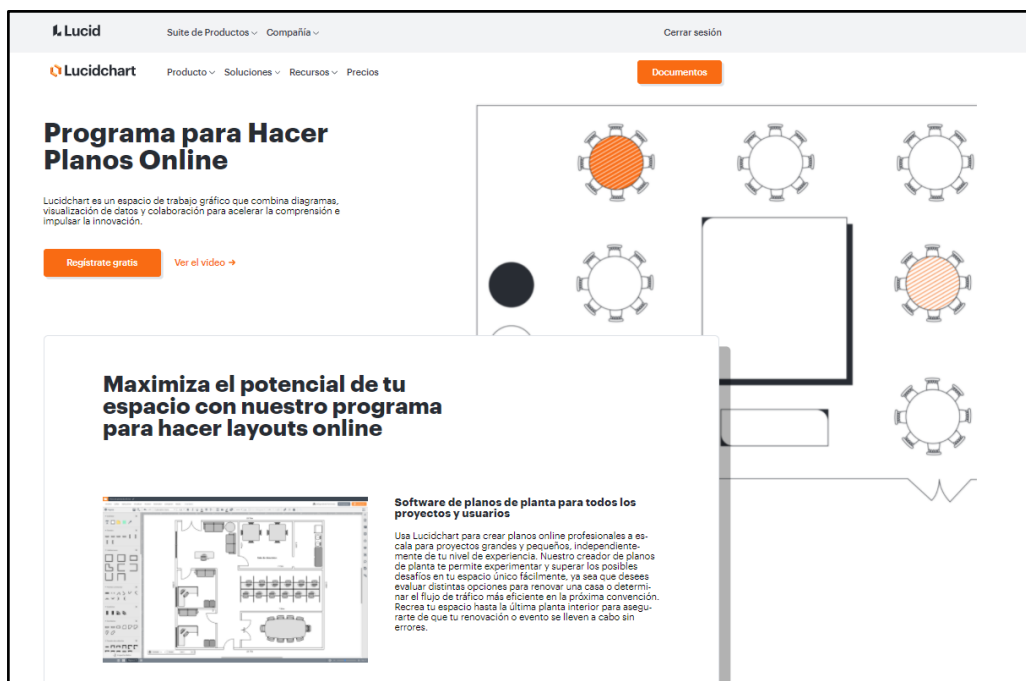 Lucid
Suite de Productos Compañía Cerrar sesión
Lucidchart Producto Soluciones Recursos Precios Documentos
Programa para Hacer
Planos Online
Lucidchart es un espacio de trabajo gráfico que combina diagramas,
visualización de datos y colaboración para acelerar la comprensión e
impulsar la innovación.
Regístrate gratis Ver el video →
Maximiza el potencial de tu
espacio con nuestro programa
para hacer layouts online
Software de planos de planta para todos los
proyectos y usuarios
Usa Lucidchart para crear planos online profesionales a es-
cala para proyectos grandes y pequeños, independiente-
mente de tu nivel de experiencia. Nuestro creador de planos
de planta te permite experimentar y superar los posibles
desafíos en tu espacio único fácilmente, ya sea que desees
evaluar distintas opciones para renovar una casa o determi-
nar el flujo de tráfico más eficiente en la próxima convención.
Recrea tu espacio hasta la última planta interior para asegu-
rarte de que tu renovación o evento se lleven a cabo sin
errores.